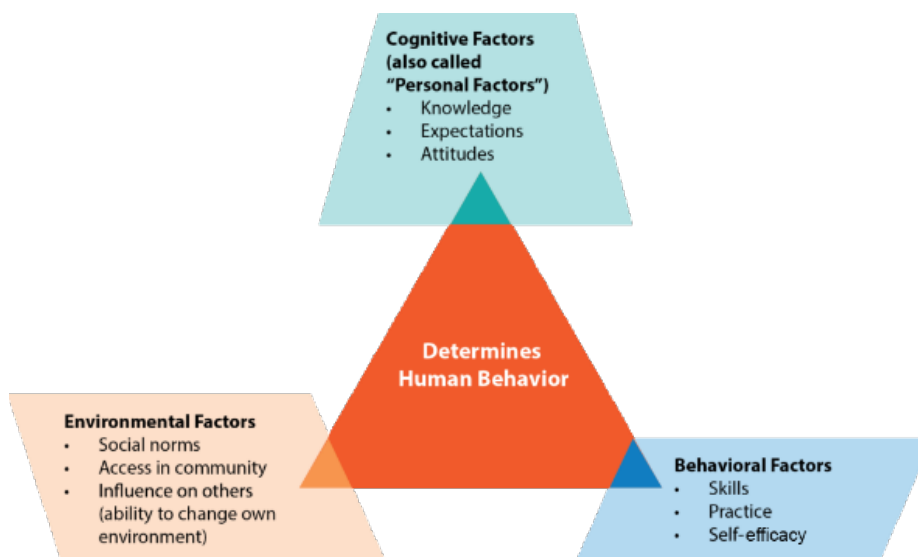 Cognitive Factors
(also called
“Personal Factors”)
• Knowledge
• Expectations
• Attitudes
Determines
Human Behavior
Environmental Factors
• Social norms
• Access in community
• Influence on others
(ability to change own
environment)
Behavioral Factors
• Skills
• Practice
• Self-efficacy